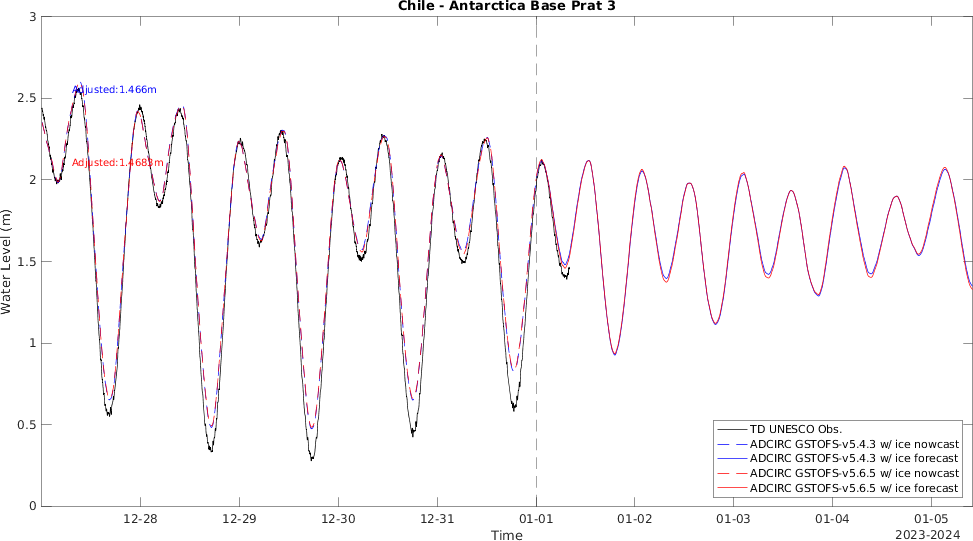 Chile - Antarctica Base Prat 3
3
2.5
2
1.5
1
0.5
0
Water Level (m)
Adjusted:1.466m
Adjusted:1.4683m
TD UNESCO Obs.
ADCIRC GSTOFS-v5.4.3 w/ ice nowcast
ADCIRC GSTOFS-v5.4.3 w/ ice forecast
ADCIRC GSTOFS-v5.6.5 w/ ice nowcast
ADCIRC GSTOFS-v5.6.5 w/ ice forecast
12-28 12-29 12-30 12-31 01-01 01-02 01-03 01-04 01-05
Time
2023-2024